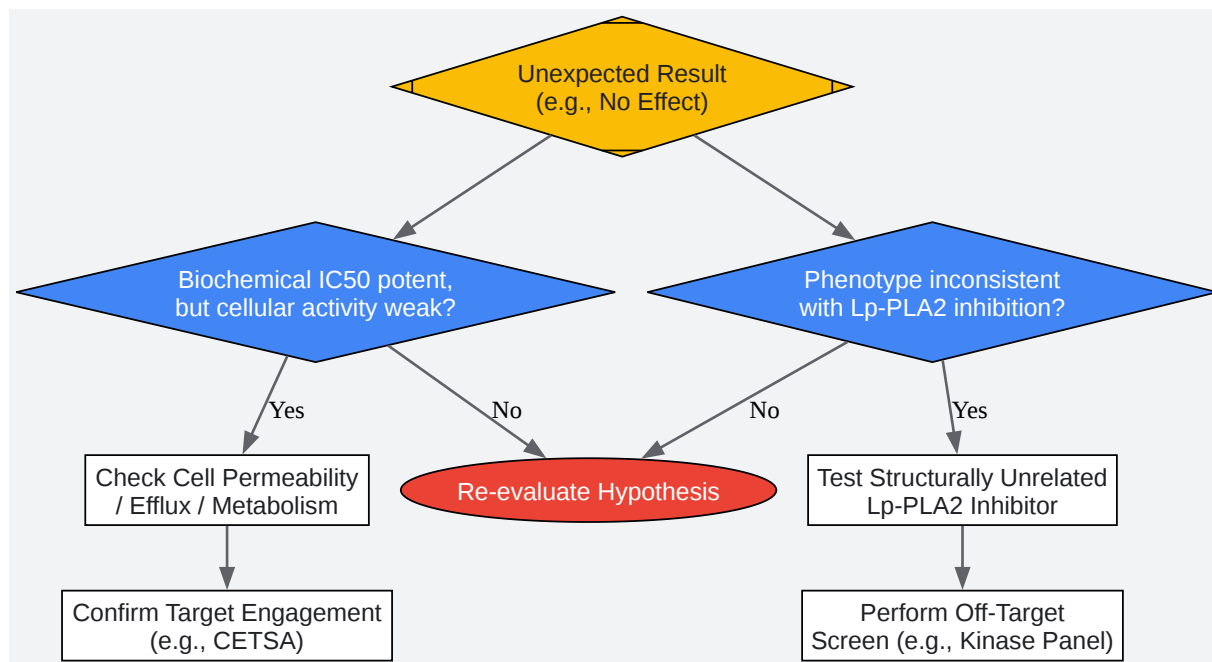 Unexpected Result
(e.g., No Effect)
Biochemical IC50 potent,
but cellular activity weak?
Phenotype inconsistent
with Lp-PLA2 inhibition?
Yes
No
No
Yes
Check Cell Permeability
/ Efflux / Metabolism
Re-evaluate Hypothesis
Test Structurally Unrelated
Lp-PLA2 Inhibitor
Confirm Target Engagement
(e.g., CETSA)
Perform Off-Target
Screen (e.g., Kinase Panel)